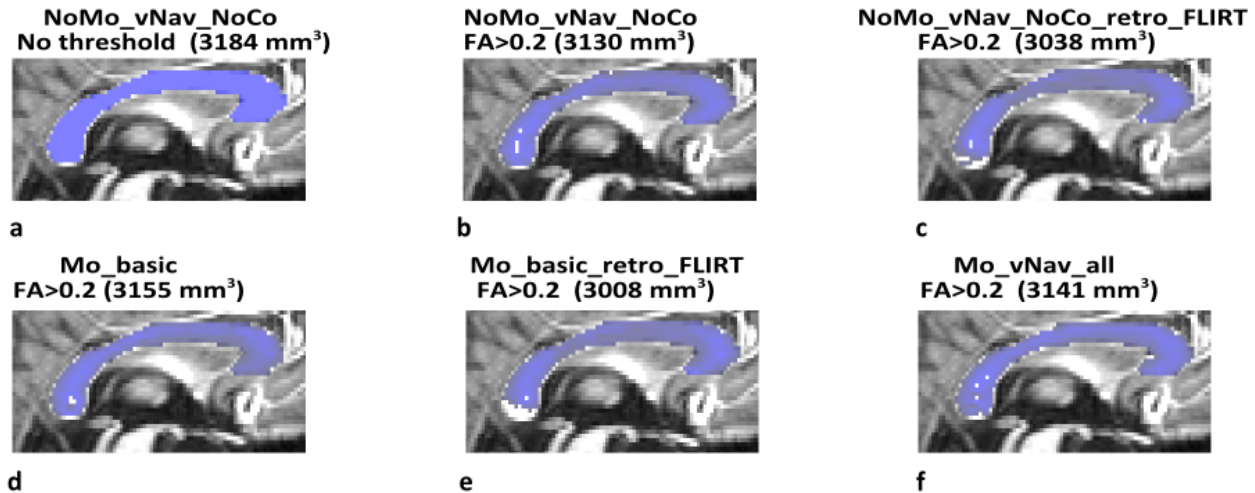 NoMo_vNav_NoCo
No threshold (3184 mm³)
NoMo_vNav_NoCo
FA>0.2 (3130 mm³)
NoMo_vNav_NoCo_retro_FLIRT
FA>0.2 (3038 mm³)
a
b
c
Mo_basic
FA>0.2 (3155 mm³)
Mo_basic_retro_FLIRT
FA>0.2 (3008 mm³)
Mo_vNav_all
FA>0.2 (3141 mm³)
d
e
f